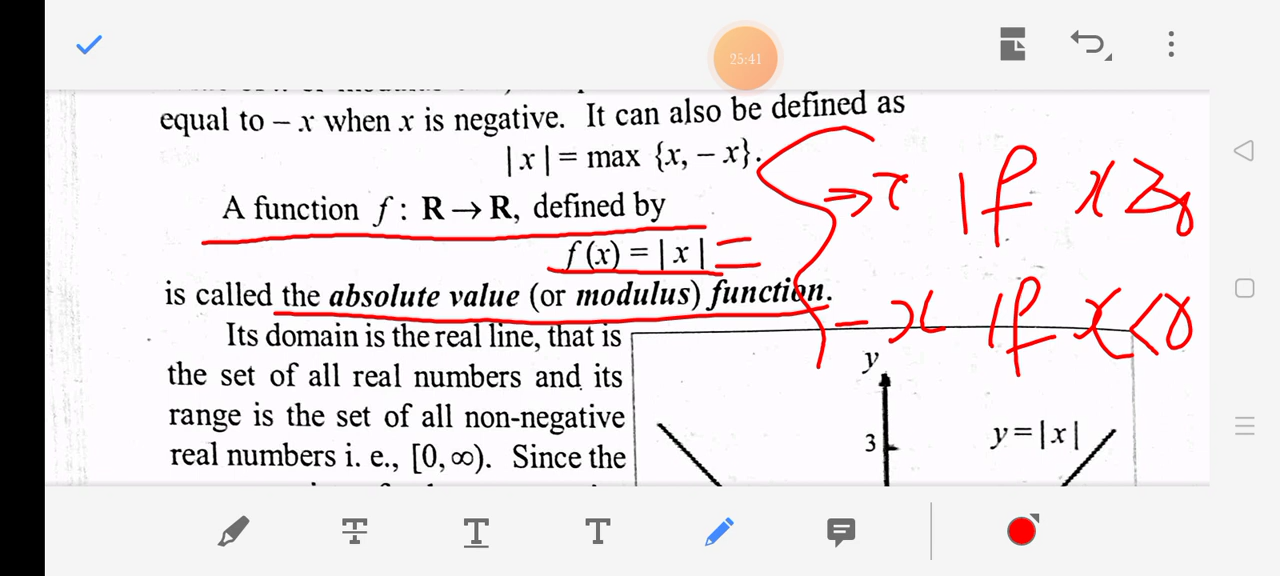 25:41
equal to – x when x is negative. It can also be defined as
| x | = max {x, – x}.
⇒ x if x ≥ 0
A function f : R → R, defined by
f (x) = | x | =
is called the absolute value (or modulus) function.
– x if x < 0
Its domain is the real line, that is
the set of all real numbers and its
range is the set of all non-negative
real numbers i. e., [0, ∞). Since the
y
3
y = | x |
T
T
T